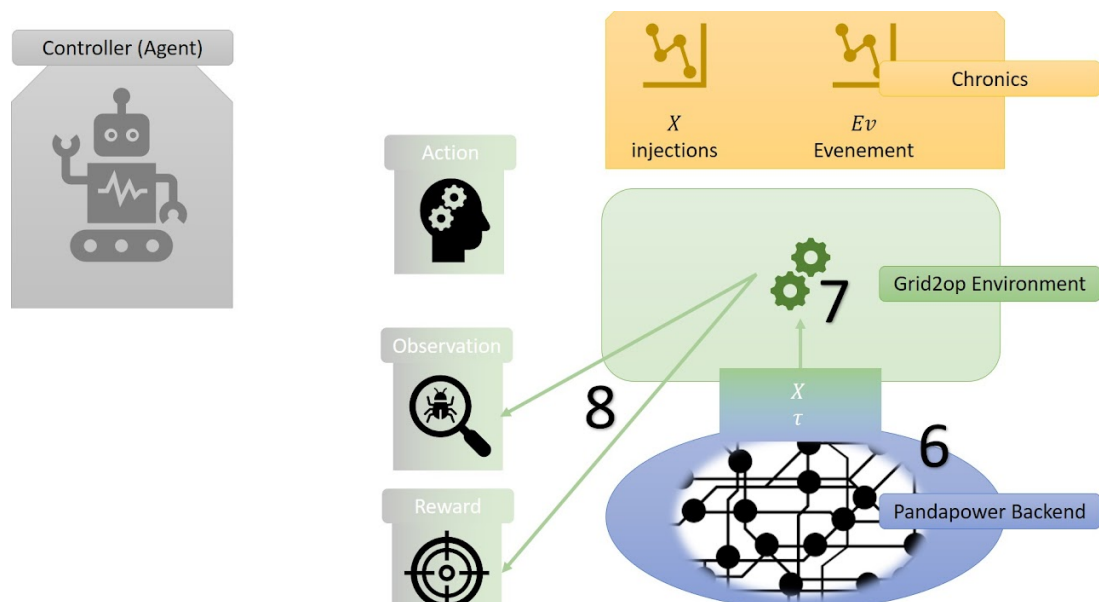 Controller (Agent)
Chronics
X
injections
Ev
Evenement
Action
Grid2op Environment
7
Observation
8
X
τ
6
Reward
Pandapower Backend